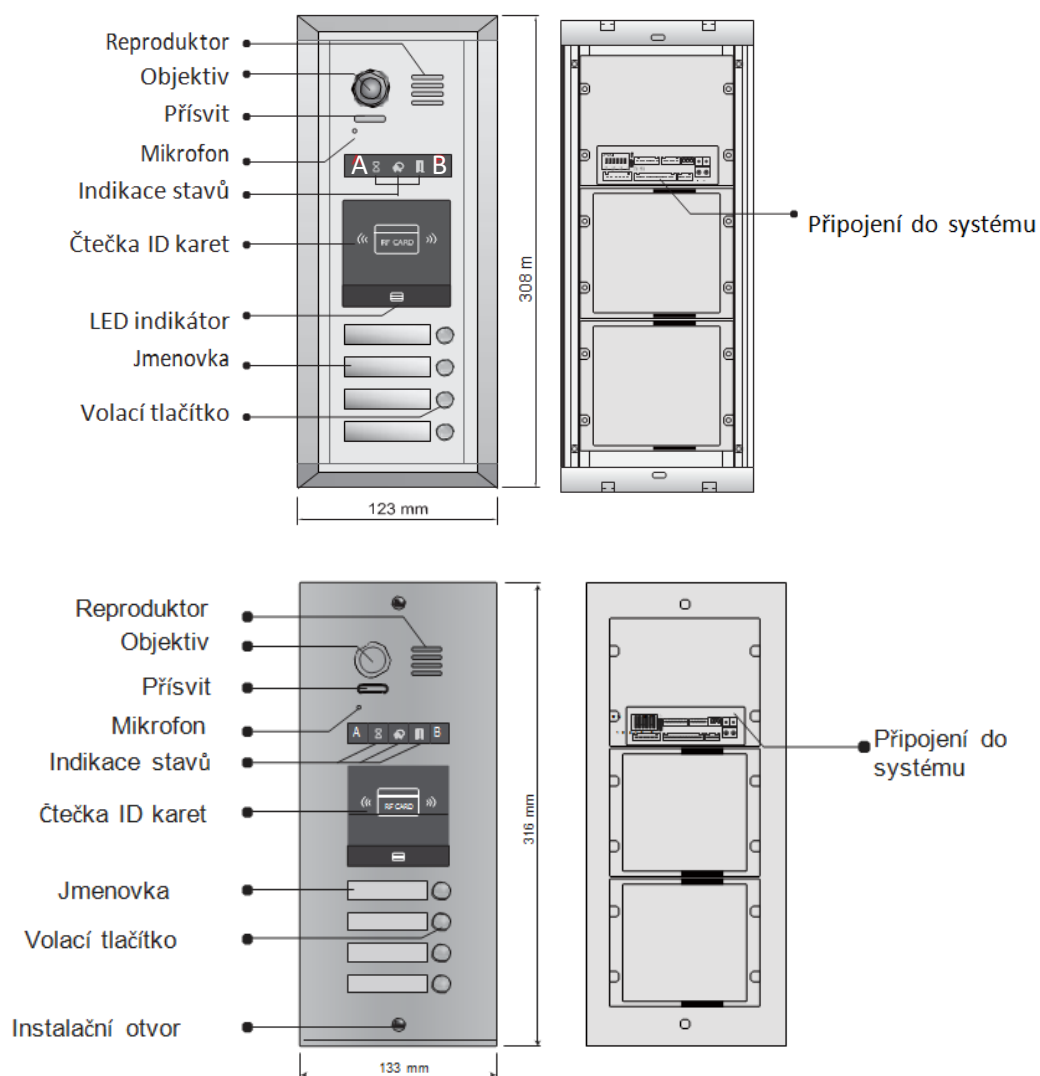 Reproduktor
Objektiv
Přísvit
Mikrofon
A B
Indikace stavů
Čtečka ID karet
RF CARD
LED indikátor
Jmenovka
Volací tlačítko
123 mm
308 m
Připojení do systému
Reproduktor
Objektiv
Přísvit
Mikrofon
A B
Indikace stavů
Čtečka ID karet
RF CARD
Jmenovka
Volací tlačítko
Instalační otvor
133 mm
316 mm
Připojení do
systému